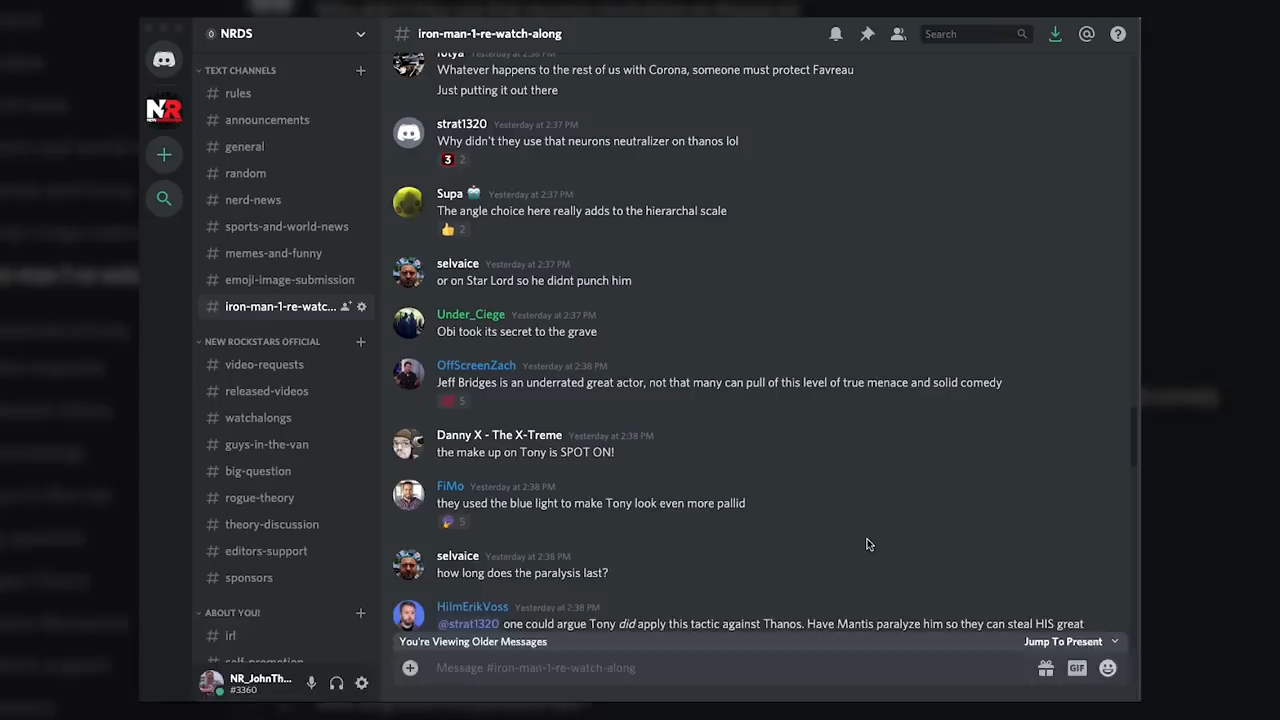 NRDS
TEXT CHANNELS
# rules
# announcements
# general
# random
# nerd-news
# sports-and-world-news
# memes-and-funny
# emoji-image-submission
# iron-man-1-re-watc...
NEW ROCKSTARS OFFICIAL
# video-requests
# released-videos
# watchalongs
# guys-in-the-van
# big-question
# rogue-theory
# theory-discussion
# editors-support
# sponsors
ABOUT YOU!
# irl
# self-promotion
NR_JohnTh...
#3360
NR
# iron-man-1-re-watch-along
Search
Yesterday at 2:36 PM
Whatever happens to the rest of us with Corona, someone must protect Favreau
Just putting it out there
strat1320 Yesterday at 2:37 PM
Why didn't they use that neurons neutralizer on thanos lol
3 2
Supa Yesterday at 2:37 PM
The angle choice here really adds to the hierarchal scale
2
selvaice Yesterday at 2:37 PM
or on Star Lord so he didnt punch him
Under_Ciege Yesterday at 2:37 PM
Obi took its secret to the grave
OffScreenZach Yesterday at 2:38 PM
Jeff Bridges is an underrated great actor, not that many can pull of this level of true menace and solid comedy
5
Danny X - The X-Treme Yesterday at 2:38 PM
the make up on Tony is SPOT ON!
FiMo Yesterday at 2:38 PM
they used the blue light to make Tony look even more pallid
5
selvaice Yesterday at 2:38 PM
how long does the paralysis last?
HiImErikVoss Yesterday at 2:38 PM
@strat1320 one could argue Tony did apply this tactic against Thanos. Have Mantis paralyze him so they can steal HIS great
You're Viewing Older Messages
Jump To Present
Message #iron-man-1-re-watch-along
GIF